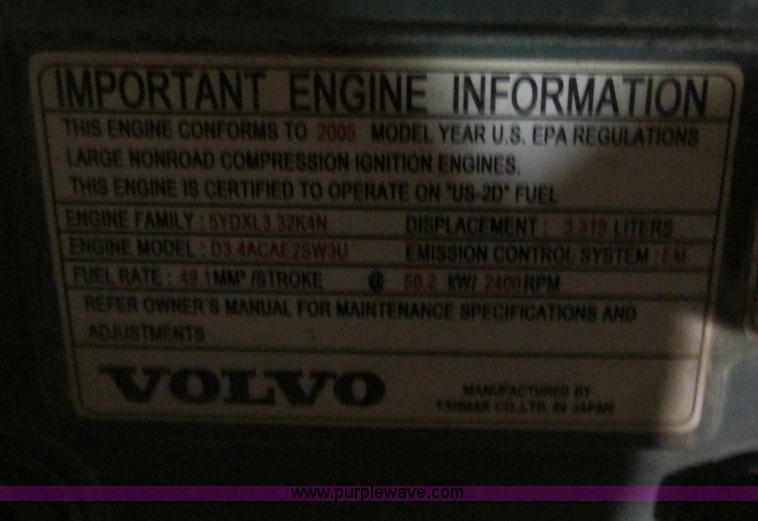 IMPORTANT ENGINE INFORMATION
THIS ENGINE CONFORMS TO 2005 MODEL YEAR U.S. EPA REGULATIONS
LARGE NONROAD COMPRESSION IGNITION ENGINES.
THIS ENGINE IS CERTIFIED TO OPERATE ON "US-2D" FUEL
ENGINE FAMILY : 5YDXL3.32K4N DISPLACEMENT : 3.319 LITERS
ENGINE MODEL : D3.4ACAE2SW3U EMISSION CONTROL SYSTEM : EM
FUEL RATE : 49.1MM³ /STROKE @ 50.2 KW/ 2400RPM
REFER OWNER'S MANUAL FOR MAINTENANCE SPECIFICATIONS AND
ADJUSTMENTS
VOLVO
MANUFACTURED BY
YANMAR CO.,LTD. IN JAPAN
www.purplewave.com